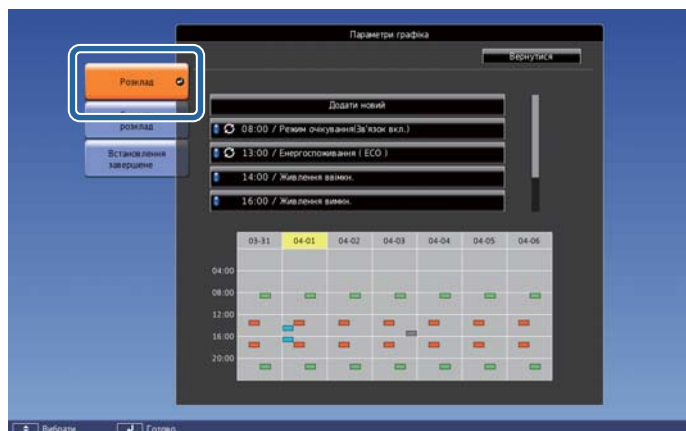 Параметри графіка
Вернутися
Розклад
розклад
Встановлення
завершене
Додати новий
08:00 / Режим очікування(Зв'язок вкл.)
13:00 / Енергоспоживання ( ECO )
14:00 / Живлення ввімкн.
16:00 / Живлення вимкн.
03-31 04-01 04-02 04-03 04-04 04-05 04-06
04:00
08:00
12:00
16:00
20:00
Вибрати Готово